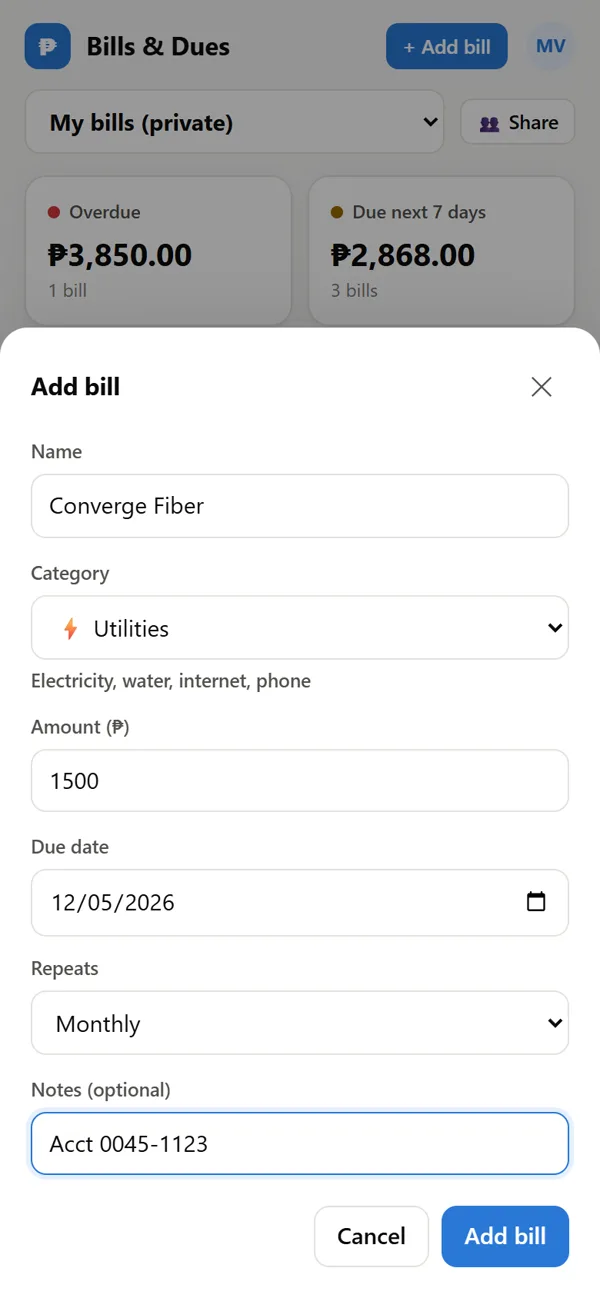 ₱ Bills & Dues + Add bill MV
My bills (private) Share
Overdue
₱3,850.00
1 bill
Due next 7 days
₱2,868.00
3 bills
Add bill
Name
Converge Fiber
Category
Utilities
Electricity, water, internet, phone
Amount (₱)
1500
Due date
12/05/2026
Repeats
Monthly
Notes (optional)
Acct 0045-1123
Cancel Add bill